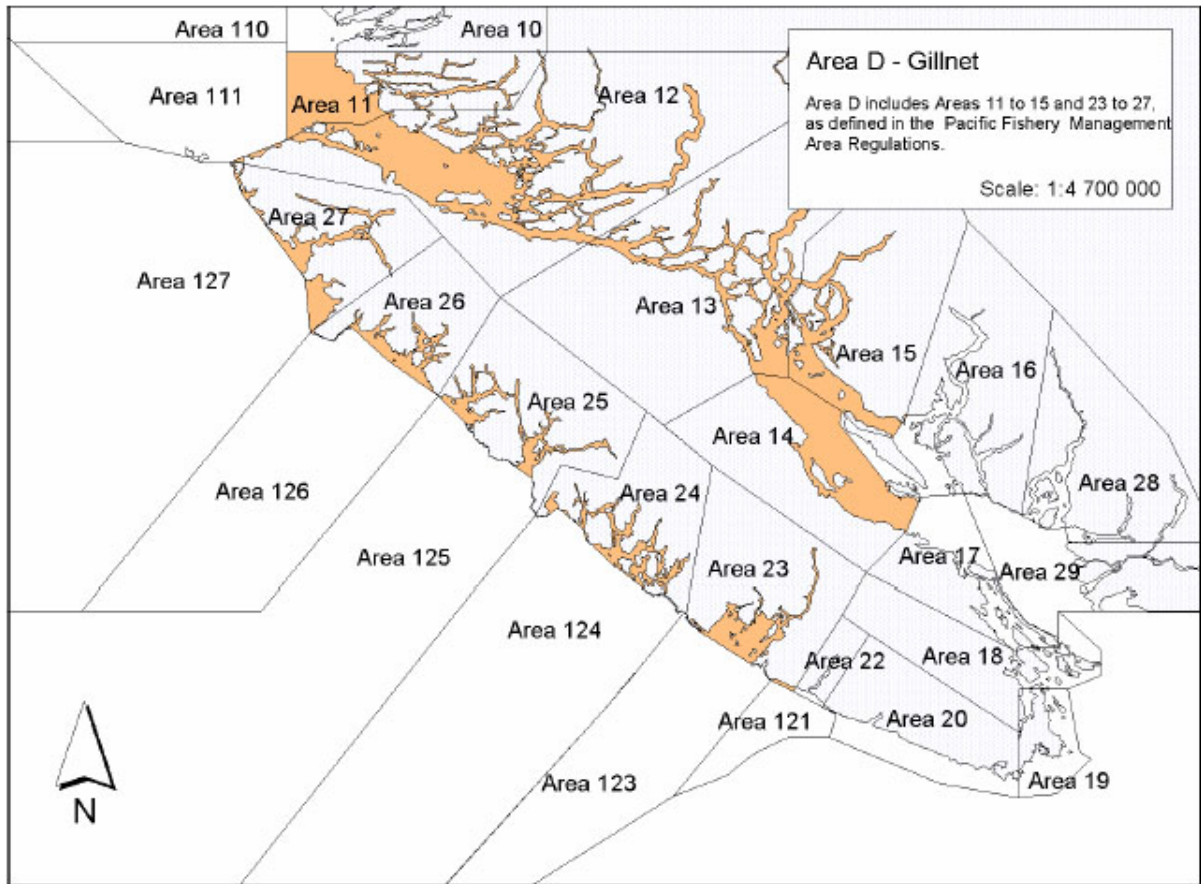 Area 110
Area 10
Area D - Gillnet
Area D includes Areas 11 to 15 and 23 to 27,
as defined in the Pacific Fishery Management
Area Regulations.
Scale: 1:4 700 000
Area 111
Area 11
Area 12
Area 27
Area 127
Area 26
Area 13
Area 15
Area 16
Area 25
Area 14
Area 126
Area 24
Area 28
Area 125
Area 17
Area 23
Area 29
Area 124
Area 22
Area 18
Area 121
Area 20
Area 123
Area 19
N